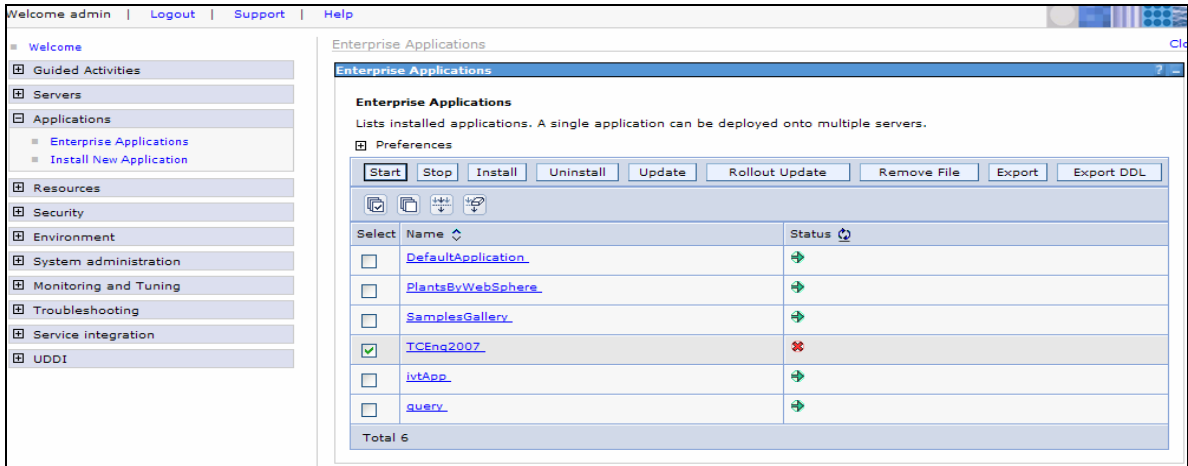 Welcome admin | Logout | Support | Help
Welcome
Guided Activities
Servers
Applications
Enterprise Applications
Install New Application
Resources
Security
Environment
System administration
Monitoring and Tuning
Troubleshooting
Service integration
UDDI
Enterprise Applications
Enterprise Applications ? -
Enterprise Applications
Lists installed applications. A single application can be deployed onto multiple servers.
Preferences
Start Stop Install Uninstall Update Rollout Update Remove File Export Export DDL
Select Name Status
DefaultApplication
PlantsByWebSphere
SamplesGallery
TCEng2007
ivtApp
query
Total 6